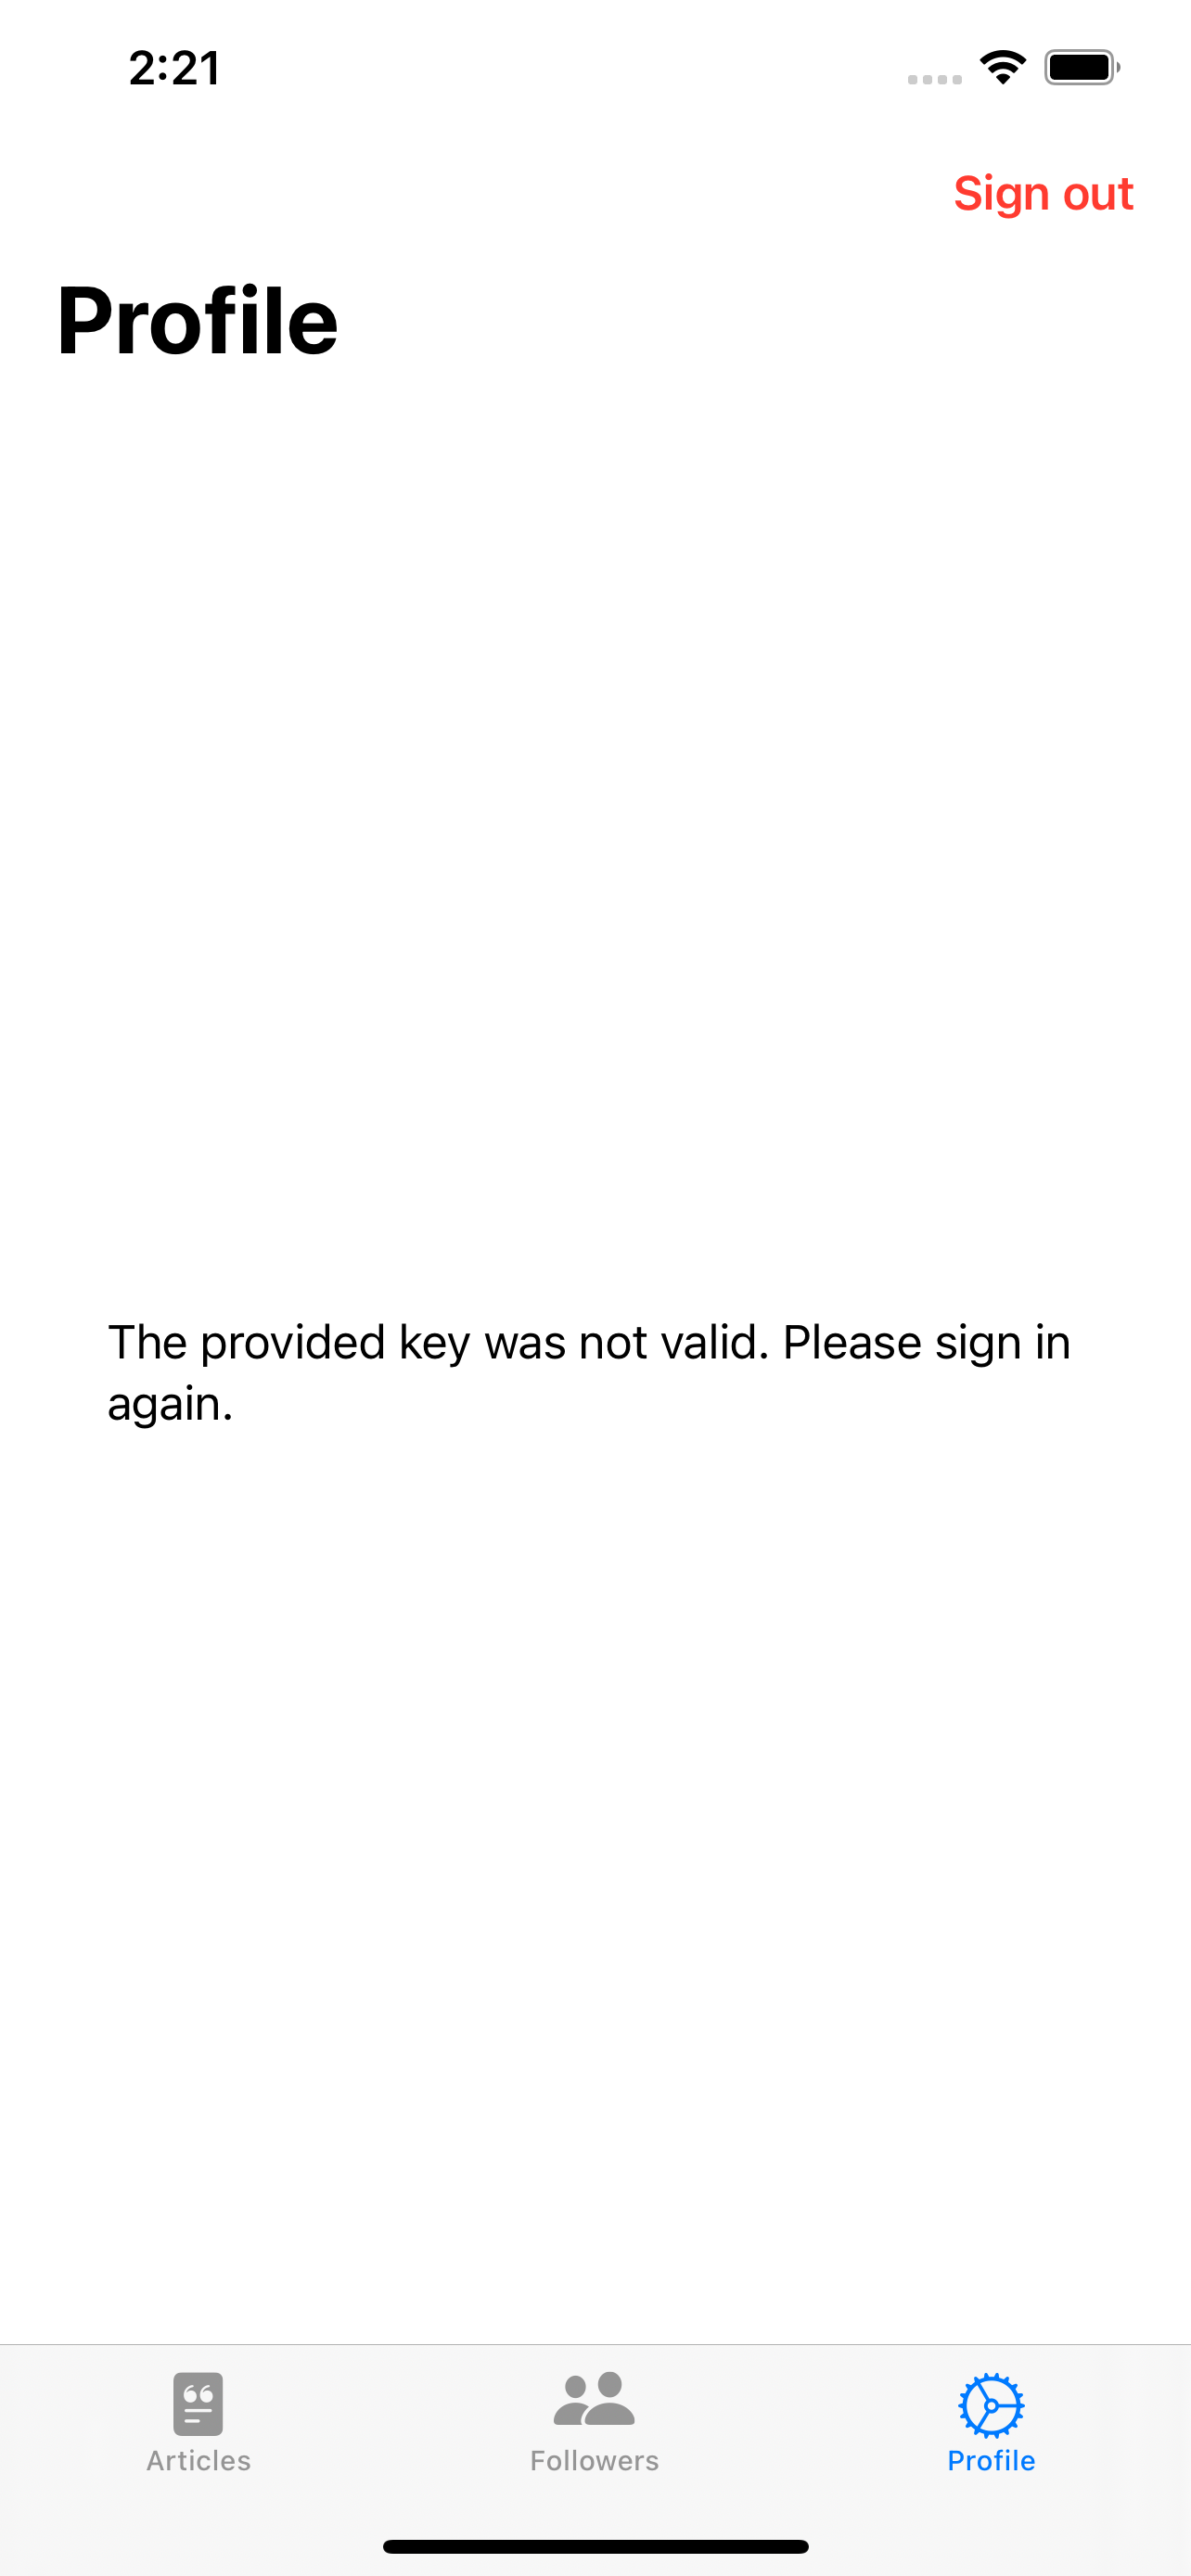 2:21
Sign out
Profile
The provided key was not valid. Please sign in
again.
Articles
Followers
Profile